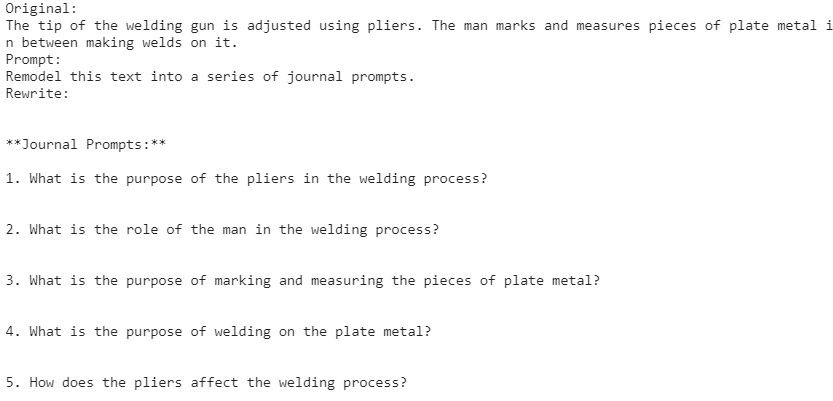 Original:
The tip of the welding gun is adjusted using pliers. The man marks and measures pieces of plate metal i
n between making welds on it.
Prompt:
Remodel this text into a series of journal prompts.
Rewrite:
**Journal Prompts:**
1. What is the purpose of the pliers in the welding process?
2. What is the role of the man in the welding process?
3. What is the purpose of marking and measuring the pieces of plate metal?
4. What is the purpose of welding on the plate metal?
5. How does the pliers affect the welding process?